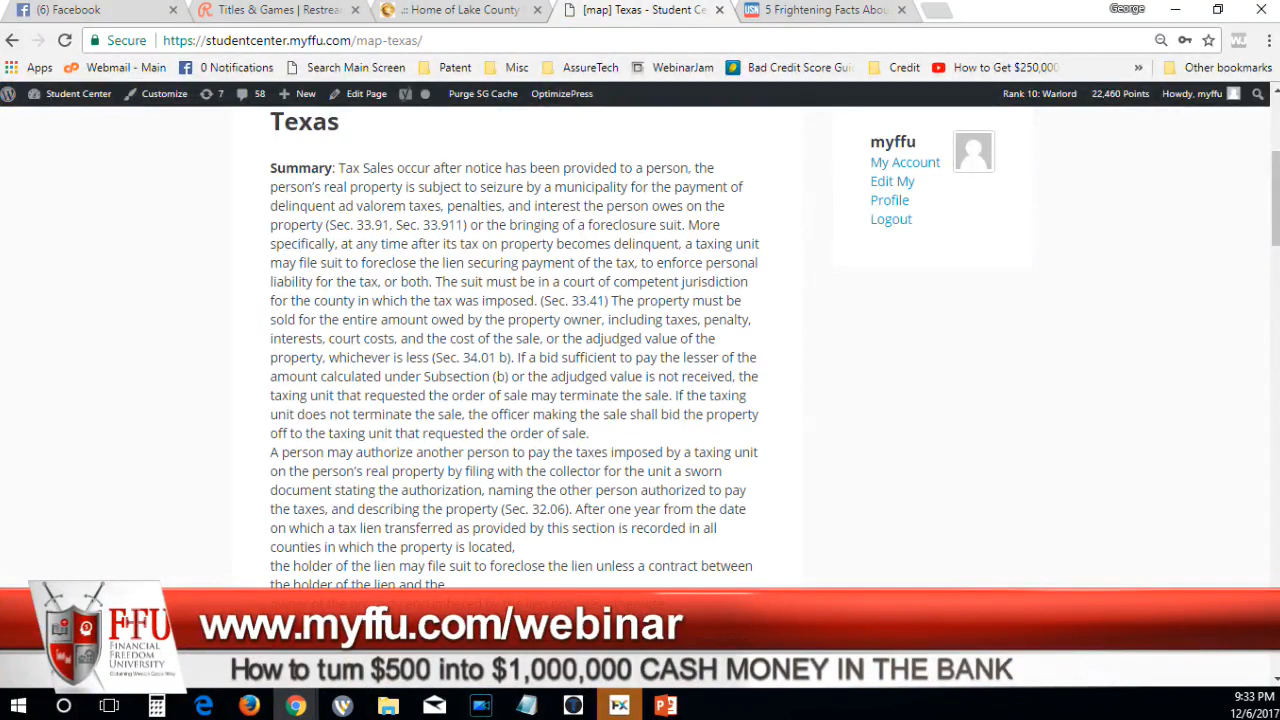 (6) Facebook
Titles & Games | Restrea
.:: Home of Lake County
[map] Texas - Student Ce
USN
5 Frightening Facts Abou
George
Secure
https://studentcenter.myffu.com/map-texas/
Apps
Webmail - Main
0 Notifications
Search Main Screen
Patent
Misc
AssureTech
WebinarJam
Bad Credit Score Gui
Credit
How to Get $250,000
»
Other bookmarks
Student Center
Customize
7
58
New
Edit Page
Purge SG Cache
OptimizePress
Rank 10: Warlord
22,460 Points
Howdy, myffu
Texas
Summary: Tax Sales occur after notice has been provided to a person, the
person's real property is subject to seizure by a municipality for the payment of
delinquent ad valorem taxes, penalties, and interest the person owes on the
property (Sec. 33.91, Sec. 33.911) or the bringing of a foreclosure suit. More
specifically, at any time after its tax on property becomes delinquent, a taxing unit
may file suit to foreclose the lien securing payment of the tax, to enforce personal
liability for the tax, or both. The suit must be in a court of competent jurisdiction
for the county in which the tax was imposed. (Sec. 33.41) The property must be
sold for the entire amount owed by the property owner, including taxes, penalty,
interests, court costs, and the cost of the sale, or the adjudged value of the
property, whichever is less (Sec. 34.01 b). If a bid sufficient to pay the lesser of the
amount calculated under Subsection (b) or the adjudged value is not received, the
taxing unit that requested the order of sale may terminate the sale. If the taxing
unit does not terminate the sale, the officer making the sale shall bid the property
off to the taxing unit that requested the order of sale.
A person may authorize another person to pay the taxes imposed by a taxing unit
on the person's real property by filing with the collector for the unit a sworn
document stating the authorization, naming the other person authorized to pay
the taxes, and describing the property (Sec. 32.06). After one year from the date
on which a tax lien transferred as provided by this section is recorded in all
counties in which the property is located,
the holder of the lien may file suit to foreclose the lien unless a contract between
the holder of the lien and the
myffu
My Account
Edit My
Profile
Logout
FFU
FINANCIAL
FREEDOM
UNIVERSITY
www.myffu.com/webinar
How to turn $500 into $1,000,000 CASH MONEY IN THE BANK
9:33 PM
12/6/2017